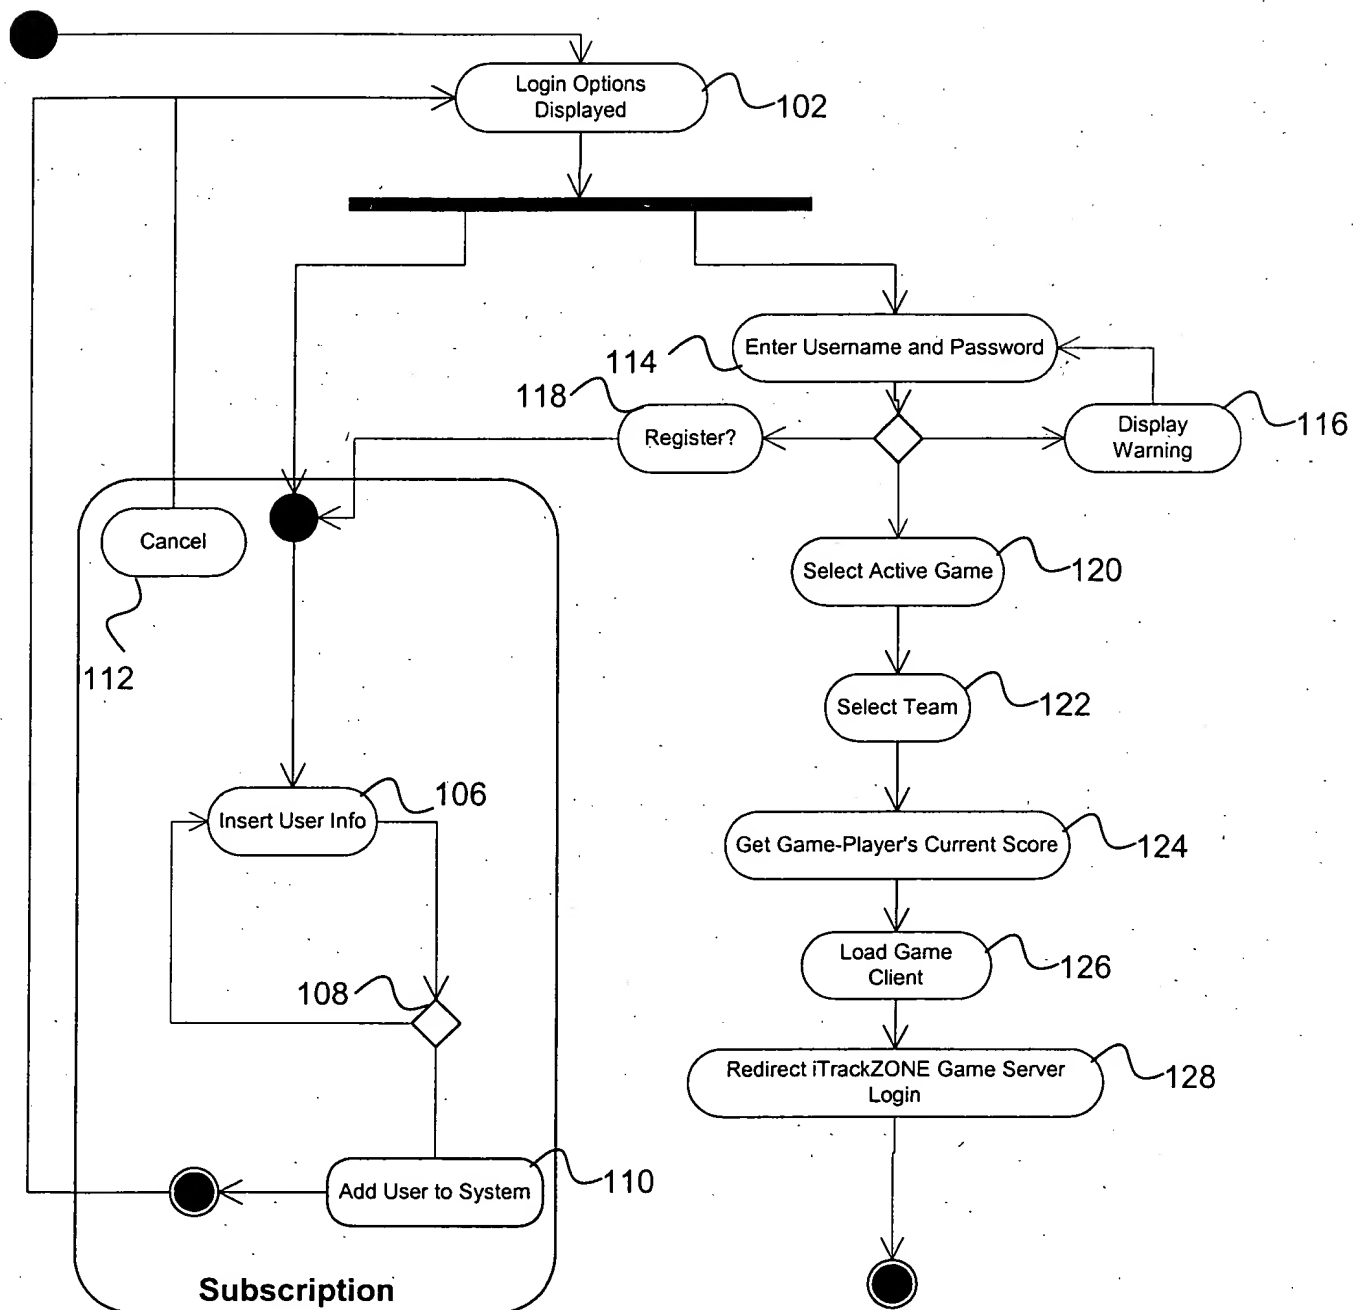 Login Options
Displayed
102
Enter Username and Password
114
118
Register?
Display
Warning
116
Cancel
112
Select Active Game
120
Select Team
122
Insert User Info
106
Get Game-Player's Current Score
124
Load Game
Client
126
108
Redirect iTrackZONE Game Server
Login
128
Add User to System
110
Subscription